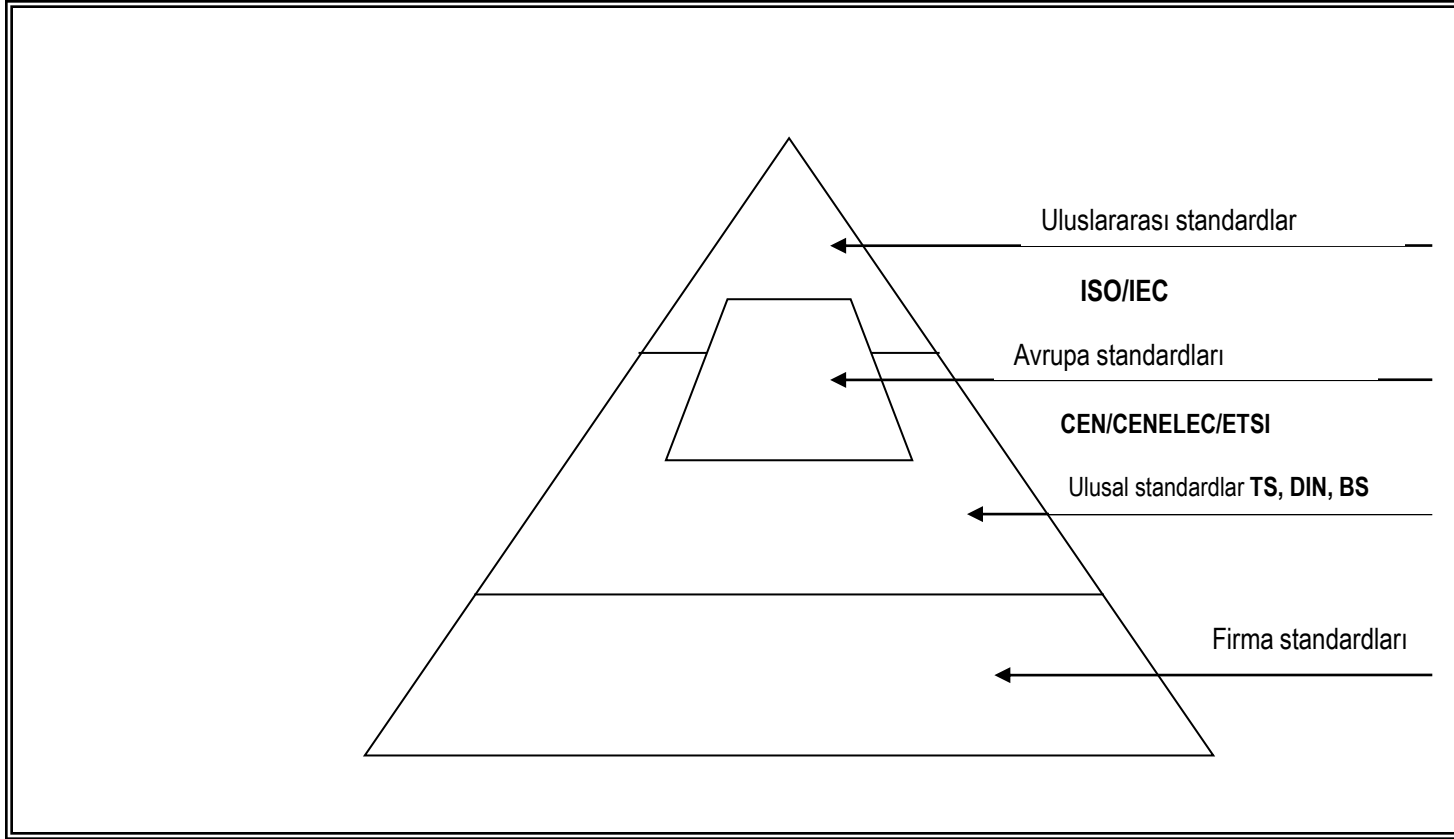 Uluslararası standardlar
ISO/IEC
Avrupa standardları
CEN/CENELEC/ETSI
Ulusal standardlar TS, DIN, BS
Firma standardları